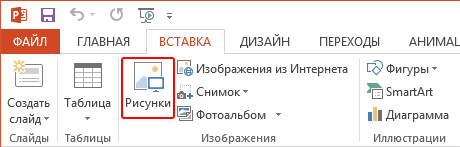 ФАЙЛ ГЛАВНАЯ ВСТАВКА ДИЗАЙН ПЕРЕХОДЫ
Создать слайд
Таблица
Рисунки
Изображения из Интернета
Снимок
Фотоальбом
Фигуры
SmartArt
Диаграмма
Слайды Таблицы Изображения Иллюстрации